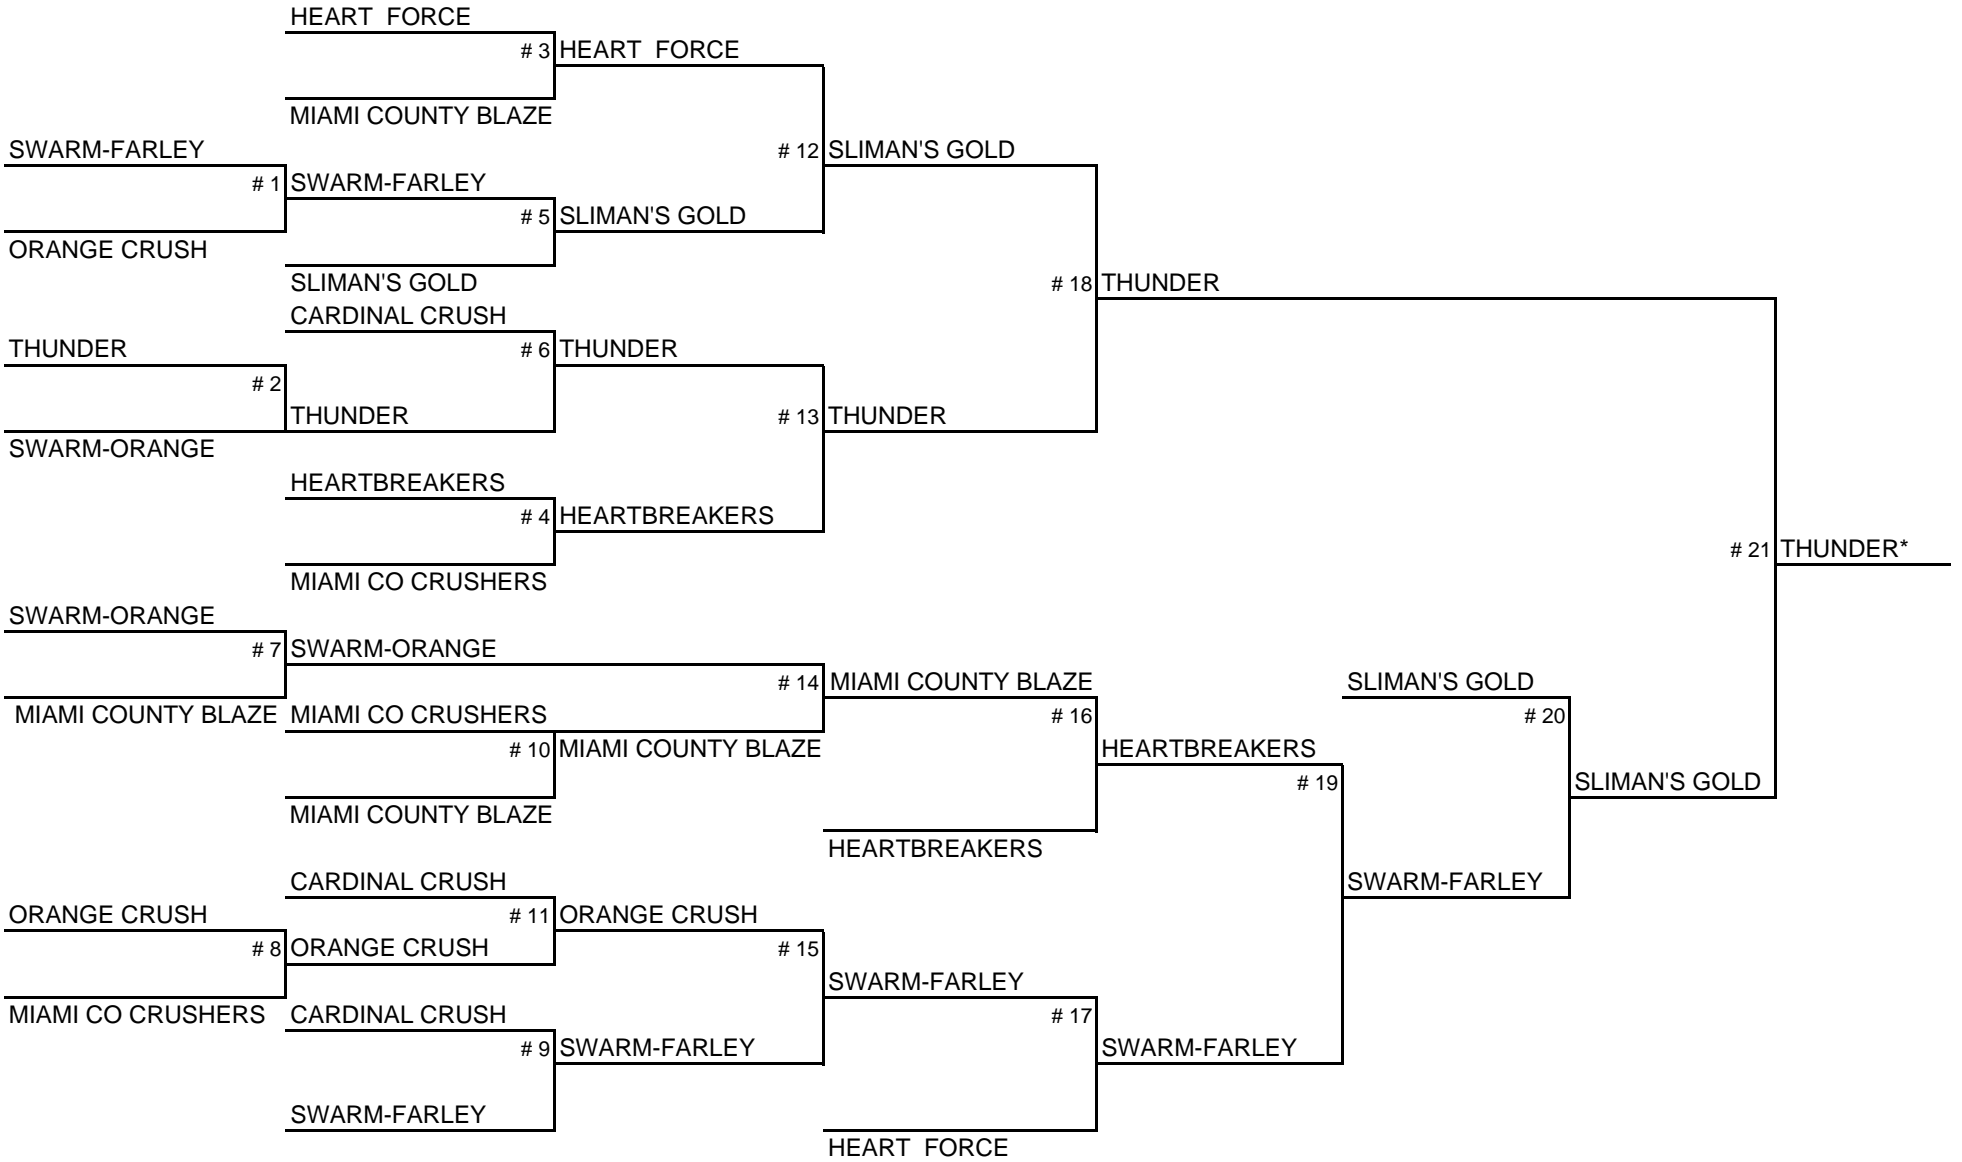 HEART  FORCE
# 3 HEART  FORCE
MIAMI COUNTY BLAZE
SWARM-FARLEY
# 12 SLIMAN'S GOLD
# 1 SWARM-FARLEY
# 5 SLIMAN'S GOLD
ORANGE CRUSH
SLIMAN'S GOLD
# 18 THUNDER
CARDINAL CRUSH
THUNDER
# 6 THUNDER
# 2
THUNDER
# 13 THUNDER
SWARM-ORANGE
HEARTBREAKERS
# 4 HEARTBREAKERS
# 21 THUNDER*
MIAMI CO CRUSHERS
SWARM-ORANGE
# 7 SWARM-ORANGE
# 14 MIAMI COUNTY BLAZE
SLIMAN'S GOLD
MIAMI COUNTY BLAZE
MIAMI CO CRUSHERS
# 16
# 20
# 10 MIAMI COUNTY BLAZE
HEARTBREAKERS
# 19
SLIMAN'S GOLD
MIAMI COUNTY BLAZE
HEARTBREAKERS
CARDINAL CRUSH
SWARM-FARLEY
ORANGE CRUSH
# 11 ORANGE CRUSH
# 8 ORANGE CRUSH
# 15
SWARM-FARLEY
MIAMI CO CRUSHERS
CARDINAL CRUSH
# 17
# 9 SWARM-FARLEY
SWARM-FARLEY
SWARM-FARLEY
HEART  FORCE